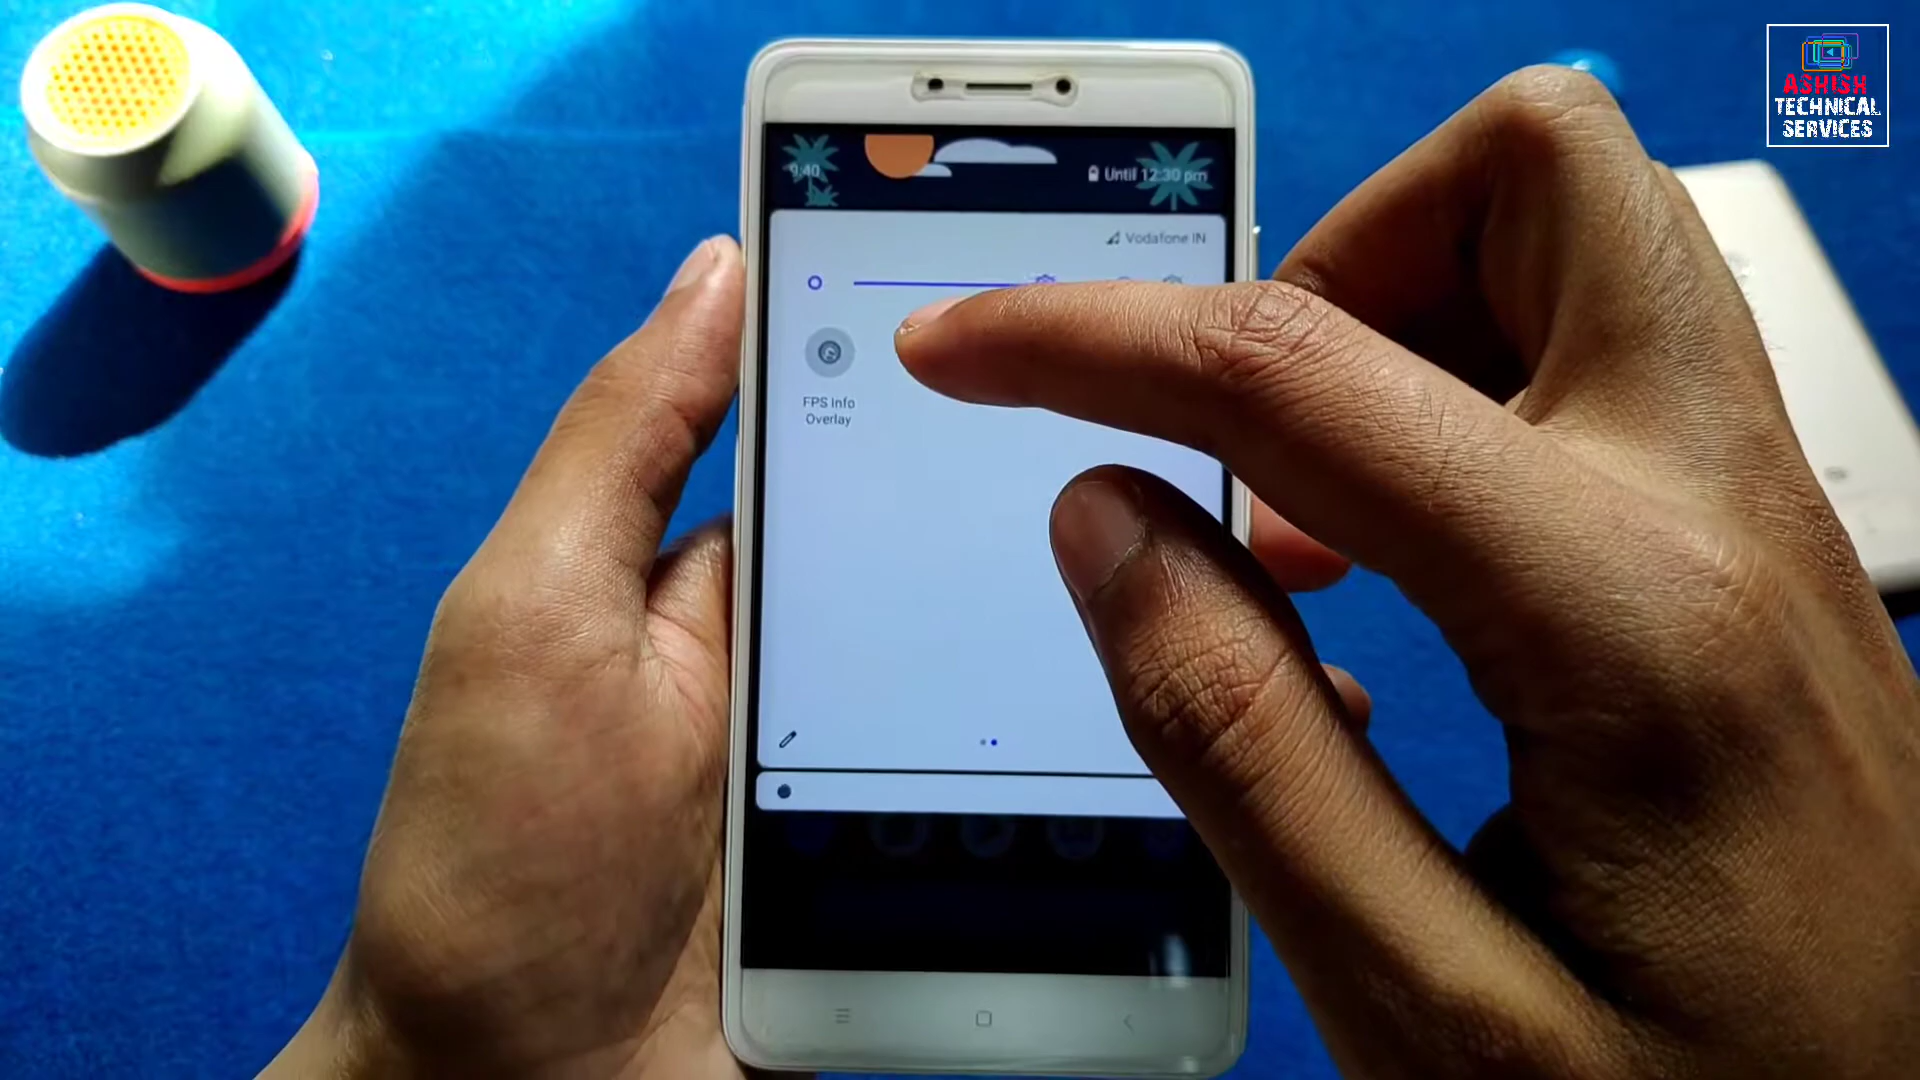 ASHISH
TECHNICAL
SERVICES
9:40
Until 12:30 pm
Vodafone IN
FPS Info
Overlay